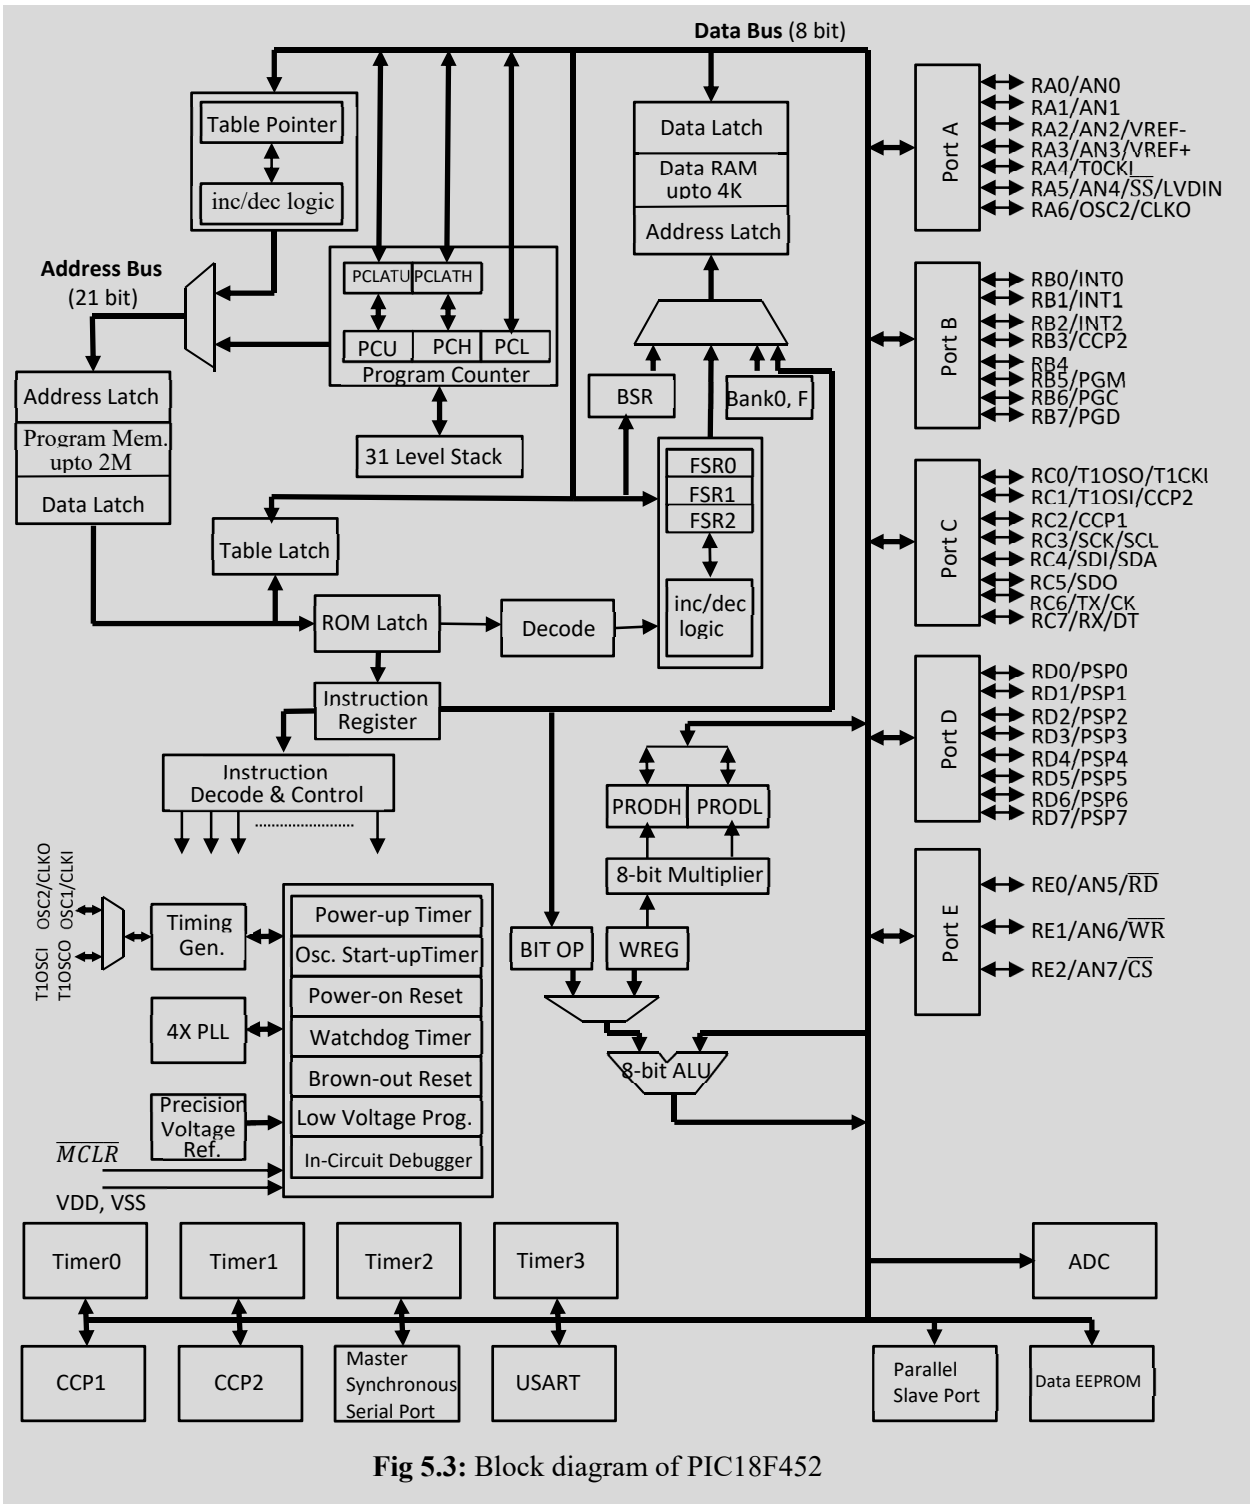 Data Bus (8 bit)
Table Pointer
inc/dec logic
Address Bus
(21 bit)
PCLATU PCLATH
PCU PCH PCL
Program Counter
31 Level Stack
Address Latch
Program Mem.
upto 2M
Data Latch
Table Latch
ROM Latch
Decode
Instruction
Register
Instruction
Decode & Control
Data Latch
Data RAM
upto 4K
Address Latch
BSR
Bank0, F
FSR0
FSR1
FSR2
inc/dec
logic
PRODH PRODL
8-bit Multiplier
BIT OP
WREG
8-bit ALU
OSC2/CLKO
OSC1/CLKI
T1OSCI
T1OSCO
Timing
Gen.
4X PLL
Precision
Voltage
Ref.
MCLR
VDD, VSS
Power-up Timer
Osc. Start-upTimer
Power-on Reset
Watchdog Timer
Brown-out Reset
Low Voltage Prog.
In-Circuit Debugger
Port A
RA0/AN0
RA1/AN1
RA2/AN2/VREF-
RA3/AN3/VREF+
RA4/T0CKI
RA5/AN4/SS/LVDIN
RA6/OSC2/CLKO
Port B
RB0/INT0
RB1/INT1
RB2/INT2
RB3/CCP2
RB4
RB5/PGM
RB6/PGC
RB7/PGD
Port C
RC0/T1OSO/T1CKI
RC1/T1OSI/CCP2
RC2/CCP1
RC3/SCK/SCL
RC4/SDI/SDA
RC5/SDO
RC6/TX/CK
RC7/RX/DT
Port D
RD0/PSP0
RD1/PSP1
RD2/PSP2
RD3/PSP3
RD4/PSP4
RD5/PSP5
RD6/PSP6
RD7/PSP7
Port E
RE0/AN5/RD
RE1/AN6/WR
RE2/AN7/CS
Timer0
Timer1
Timer2
Timer3
ADC
CCP1
CCP2
Master
Synchronous
Serial Port
USART
Parallel
Slave Port
Data EEPROM
Fig 5.3: Block diagram of PIC18F452